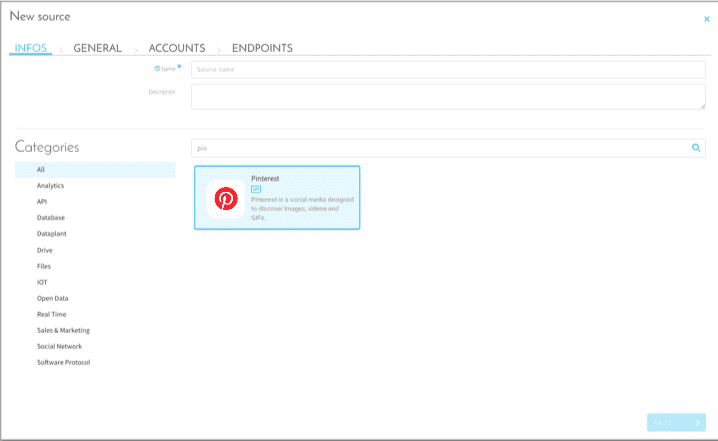 New source
×
INFOS
GENERAL
ACCOUNTS
ENDPOINTS
Name *
Source name
Description
Categories
pin
All
Analytics
API
Database
Dataplant
Drive
Files
IOT
Open Data
Real Time
Sales & Marketing
Social Network
Software Protocol
Pinterest
API
Pinterest is a social media designed
to discover images, videos and
GIFs.